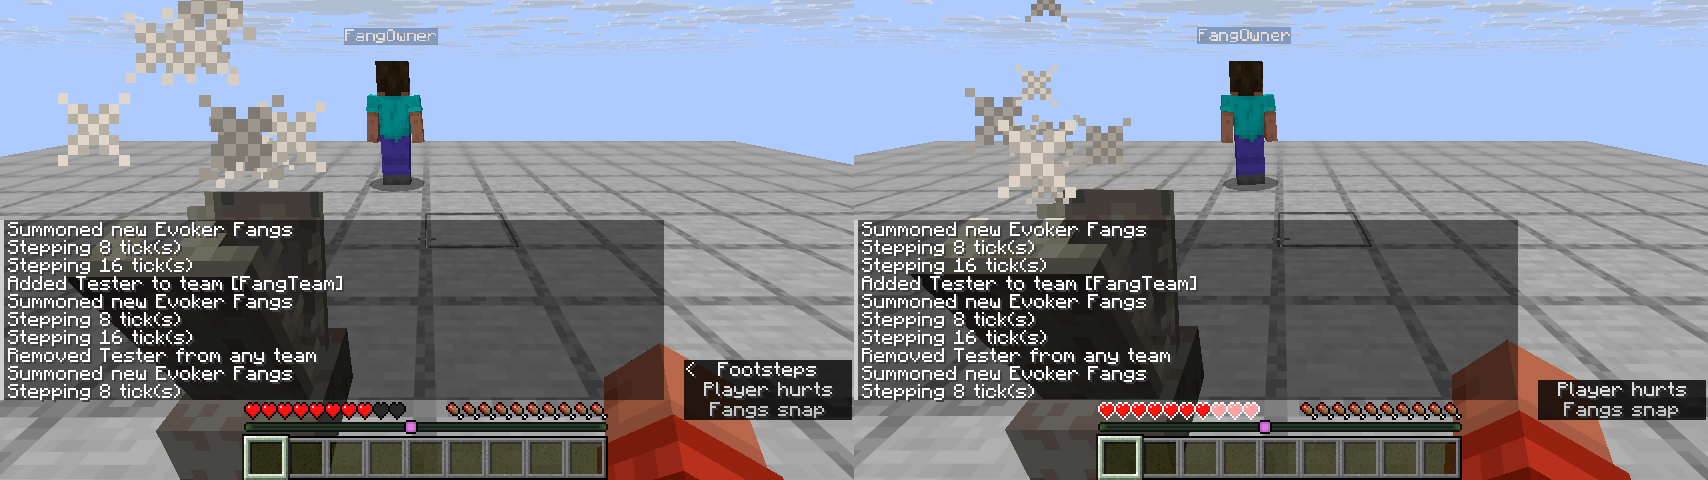 FangOwner
Summoned new Evoker Fangs
Stepping 8 tick(s)
Stepping 16 tick(s)
Added Tester to team [FangTeam]
Summoned new Evoker Fangs
Stepping 8 tick(s)
Stepping 16 tick(s)
Removed Tester from any team
Summoned new Evoker Fangs
Stepping 8 tick(s)
< Footsteps
Player hurts
Fangs snap
FangOwner
Summoned new Evoker Fangs
Stepping 8 tick(s)
Stepping 16 tick(s)
Added Tester to team [FangTeam]
Summoned new Evoker Fangs
Stepping 8 tick(s)
Stepping 16 tick(s)
Removed Tester from any team
Summoned new Evoker Fangs
Stepping 8 tick(s)
Player hurts
Fangs snap